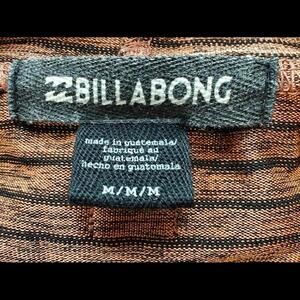 BILLABONG
made in guatemala/
fabriqué au
guatemala/
hecho en guatemala
M/M/M